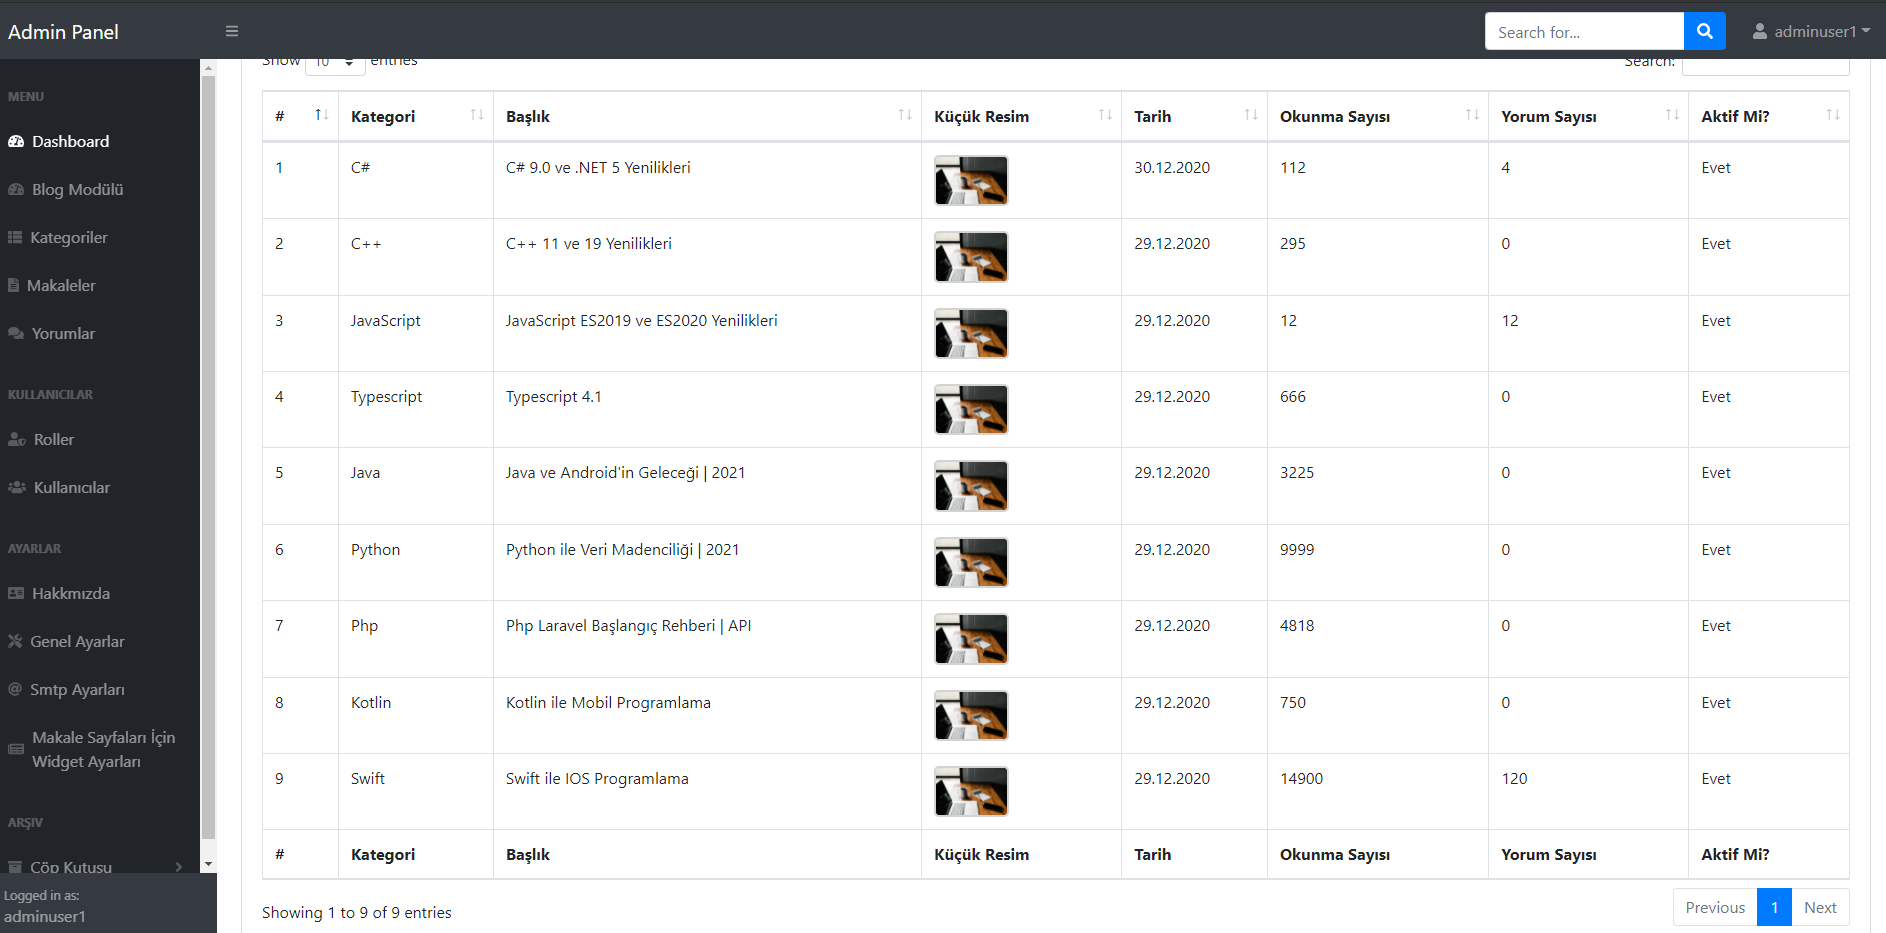 Admin Panel
Search for...
adminuser1
MENU
Dashboard
Blog Modülü
Kategoriler
Makaleler
Yorumlar
KULLANICILAR
Roller
Kullanıcılar
AYARLAR
Hakkmızda
Genel Ayarlar
@ Smtp Ayarları
Makale Sayfaları İçin
Widget Ayarları
ARŞIV
Çöp Kutusu
Logged in as:
adminuser1
Show 10 entries
Search:
# Kategori Başlık Küçük Resim Tarih Okunma Sayısı Yorum Sayısı Aktif Mi?
1 C# C# 9.0 ve .NET 5 Yenilikleri 30.12.2020 112 4 Evet
2 C++ C++ 11 ve 19 Yenilikleri 29.12.2020 295 0 Evet
3 JavaScript JavaScript ES2019 ve ES2020 Yenilikleri 29.12.2020 12 12 Evet
4 Typescript Typescript 4.1 29.12.2020 666 0 Evet
5 Java Java ve Android'in Geleceği | 2021 29.12.2020 3225 0 Evet
6 Python Python ile Veri Madenciliği | 2021 29.12.2020 9999 0 Evet
7 Php Php Laravel Başlangıç Rehberi | API 29.12.2020 4818 0 Evet
8 Kotlin Kotlin ile Mobil Programlama 29.12.2020 750 0 Evet
9 Swift Swift ile IOS Programlama 29.12.2020 14900 120 Evet
# Kategori Başlık Küçük Resim Tarih Okunma Sayısı Yorum Sayısı Aktif Mi?
Showing 1 to 9 of 9 entries
Previous 1 Next